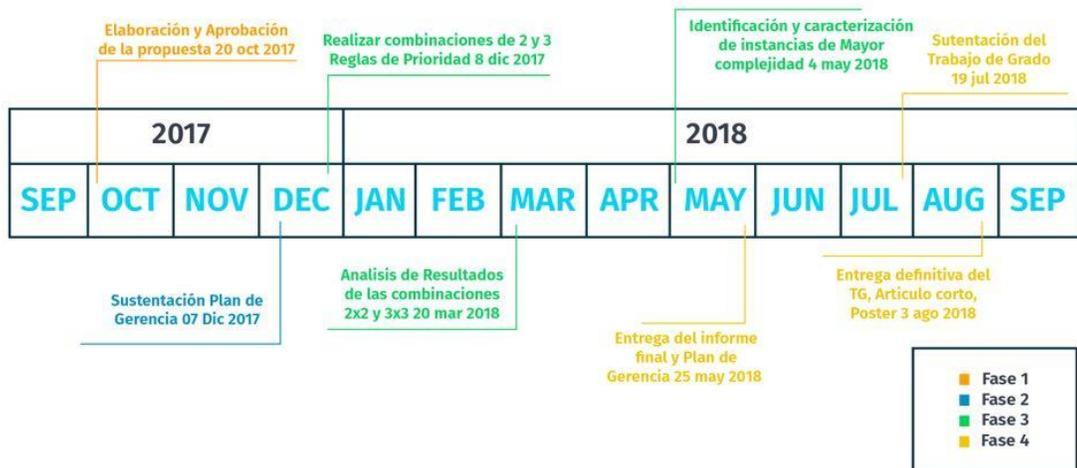 Elaboración y Aprobación
de la propuesta 20 oct 2017
Realizar combinaciones de 2 y 3
Reglas de Prioridad 8 dic 2017
Identificación y caracterización
de instancias de Mayor
complejidad 4 may 2018
Sutentación del
Trabajo de Grado
19 jul 2018
2017
2018
SEP OCT NOV DEC JAN FEB MAR APR MAY JUN JUL AUG SEP
Sustentación Plan de
Gerencia 07 Dic 2017
Analisis de Resultados
de las combinaciones
2x2 y 3x3 20 mar 2018
Entrega del informe
final y Plan de
Gerencia 25 may 2018
Entrega definitiva del
TG, Articulo corto,
Poster 3 ago 2018
Fase 1
Fase 2
Fase 3
Fase 4